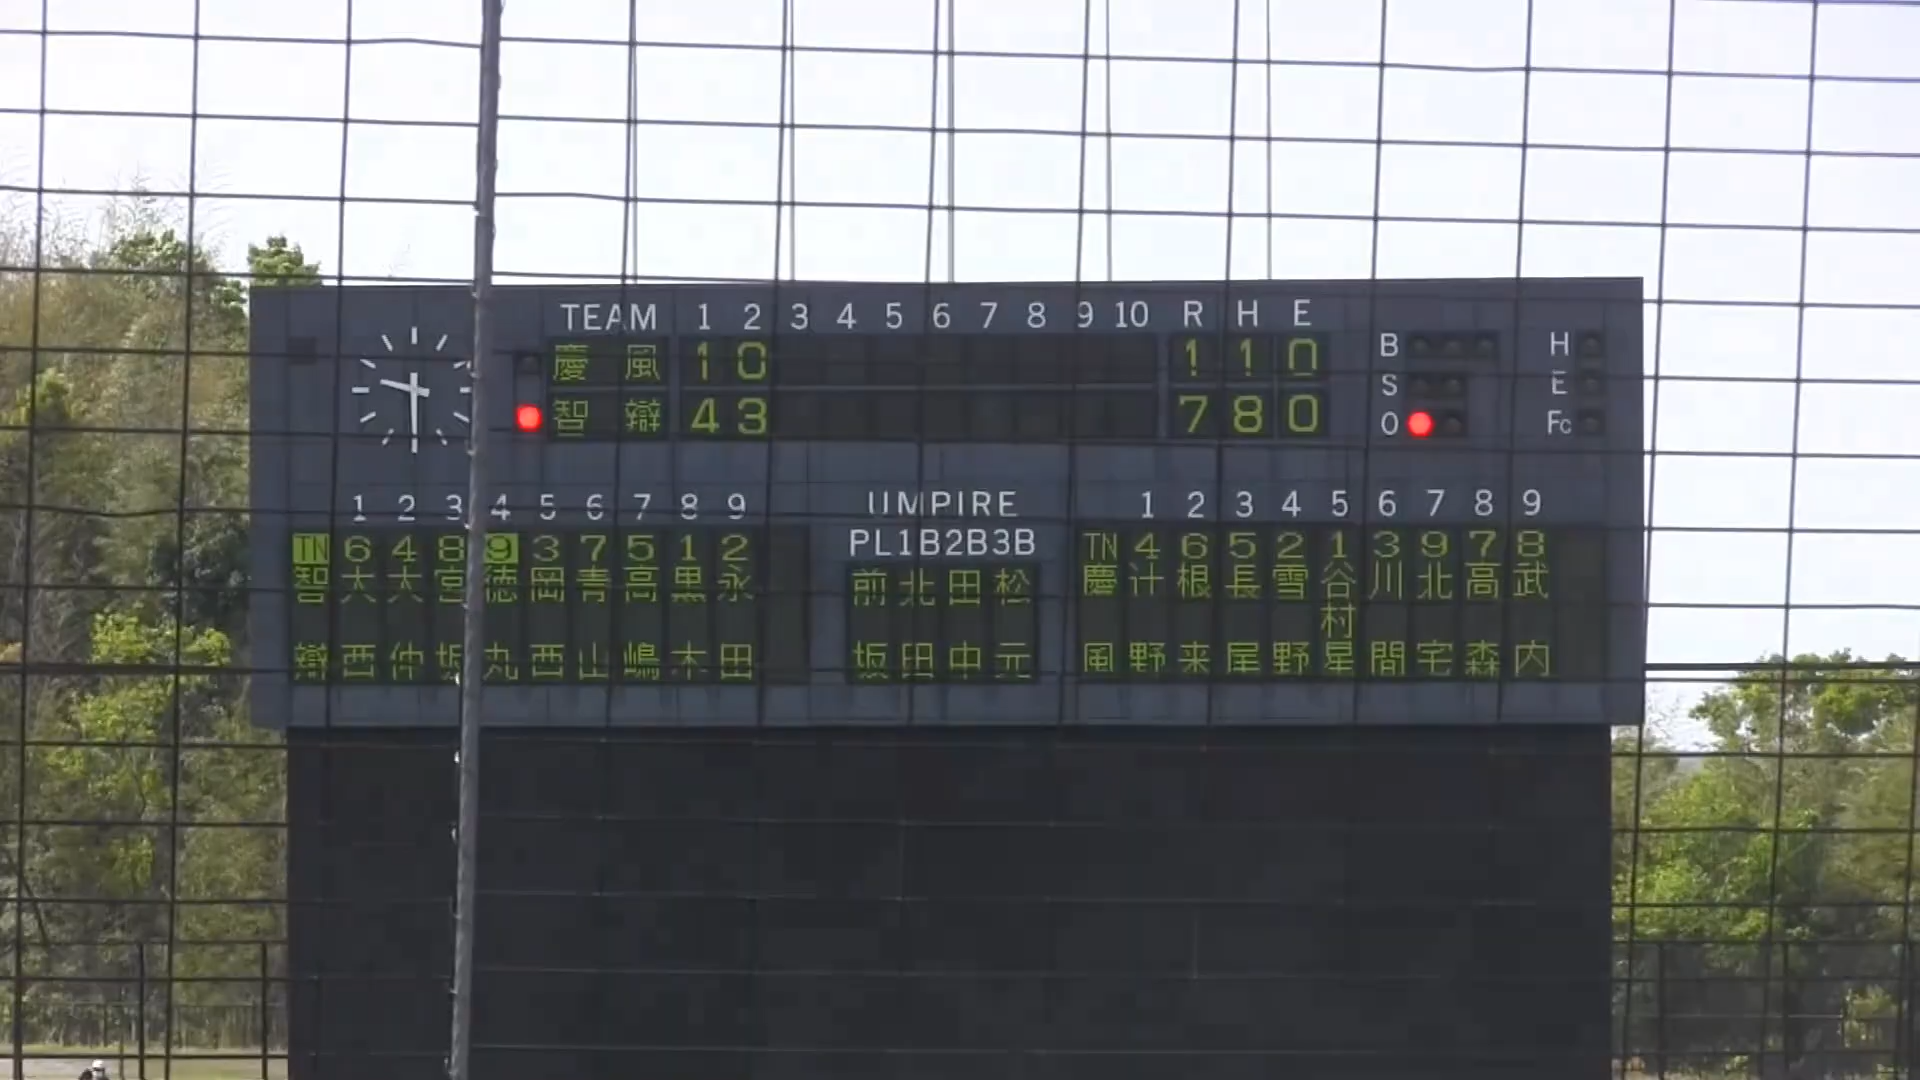 TEAM 1 2 3 4 5 6 7 8 9 10 R H E
慶風 1 0 1 1 0
智辯 4 3 7 8 0
B
S
O
H
E
Fc
1 2 3 4 5 6 7 8 9
TN 6 4 8 9 3 7 5 1 2
智辯 大西 大仲 宮坂 徳丸 岡西 青山 高嶋 黒木 永田
UMPIRE
PL 1B 2B 3B
前坂 北田 田中 松元
1 2 3 4 5 6 7 8 9
TN 4 6 5 2 1 3 9 7 8
慶風 辻野 根来 長尾 雪野 谷村星 川間 北宅 高森 武内